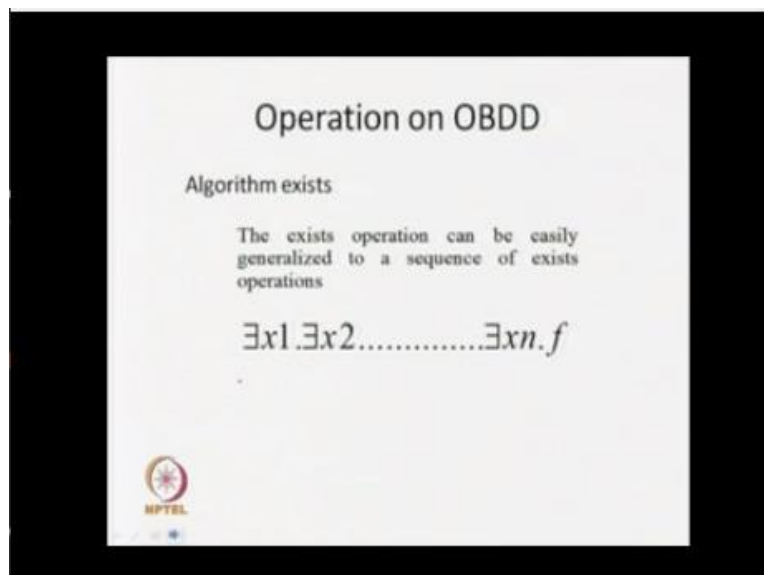 Operation on OBDD
Algorithm exists
The exists operation can be easily
generalized to a sequence of exists
operations
∃x1.∃x2..............∃xn.f
NPTEL